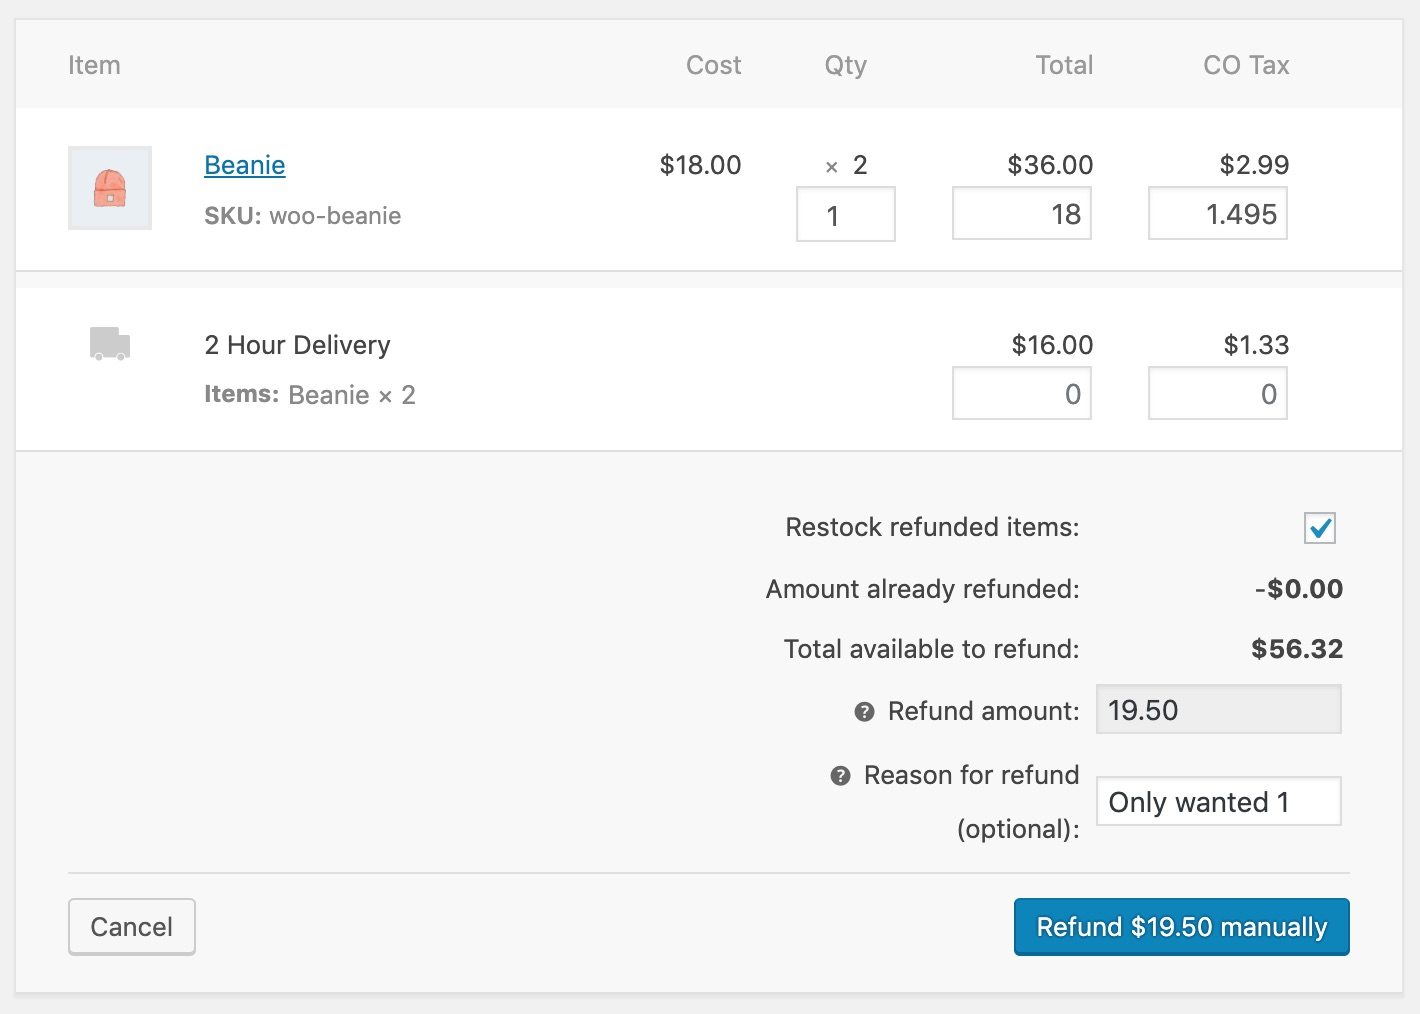 Item Cost Qty Total CO Tax
Beanie $18.00 × 2 $36.00 $2.99
SKU: woo-beanie 1 18 1.495
2 Hour Delivery $16.00 $1.33
Items: Beanie × 2 0 0
Restock refunded items:
Amount already refunded: -$0.00
Total available to refund: $56.32
? Refund amount: 19.50
? Reason for refund
(optional): Only wanted 1
Cancel Refund $19.50 manually